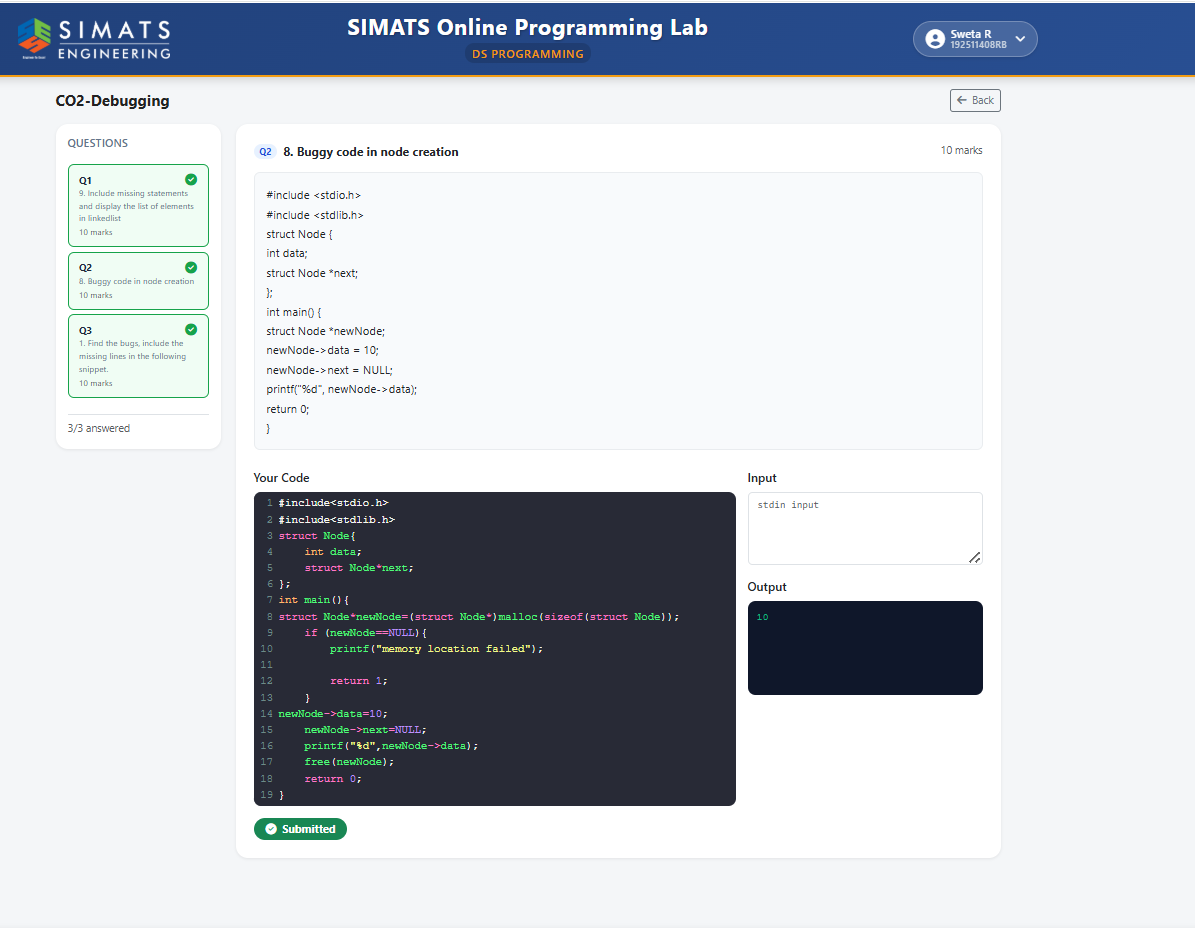 SIMATS
ENGINEERING
SIMATS Online Programming Lab
DS PROGRAMMING
Sweta R
192511408RB
CO2-Debugging
← Back
QUESTIONS
Q1
9. Include missing statements
and display the list of elements
in linkedlist
10 marks
Q2
8. Buggy code in node creation
10 marks
Q3
1. Find the bugs, include the
missing lines in the following
snippet.
10 marks
3/3 answered
Q2 8. Buggy code in node creation
10 marks
#include <stdio.h>
#include <stdlib.h>
struct Node {
int data;
struct Node *next;
};
int main() {
struct Node *newNode;
newNode->data = 10;
newNode->next = NULL;
printf("%d", newNode->data);
return 0;
}
Your Code
1 #include<stdio.h>
2 #include<stdlib.h>
3 struct Node{
4     int data;
5     struct Node*next;
6 };
7 int main(){
8 struct Node*newNode=(struct Node*)malloc(sizeof(struct Node));
9     if (newNode==NULL){
10         printf("memory location failed");
11
12         return 1;
13     }
14 newNode->data=10;
15     newNode->next=NULL;
16     printf("%d",newNode->data);
17     free(newNode);
18     return 0;
19 }
Input
stdin input
Output
10
Submitted